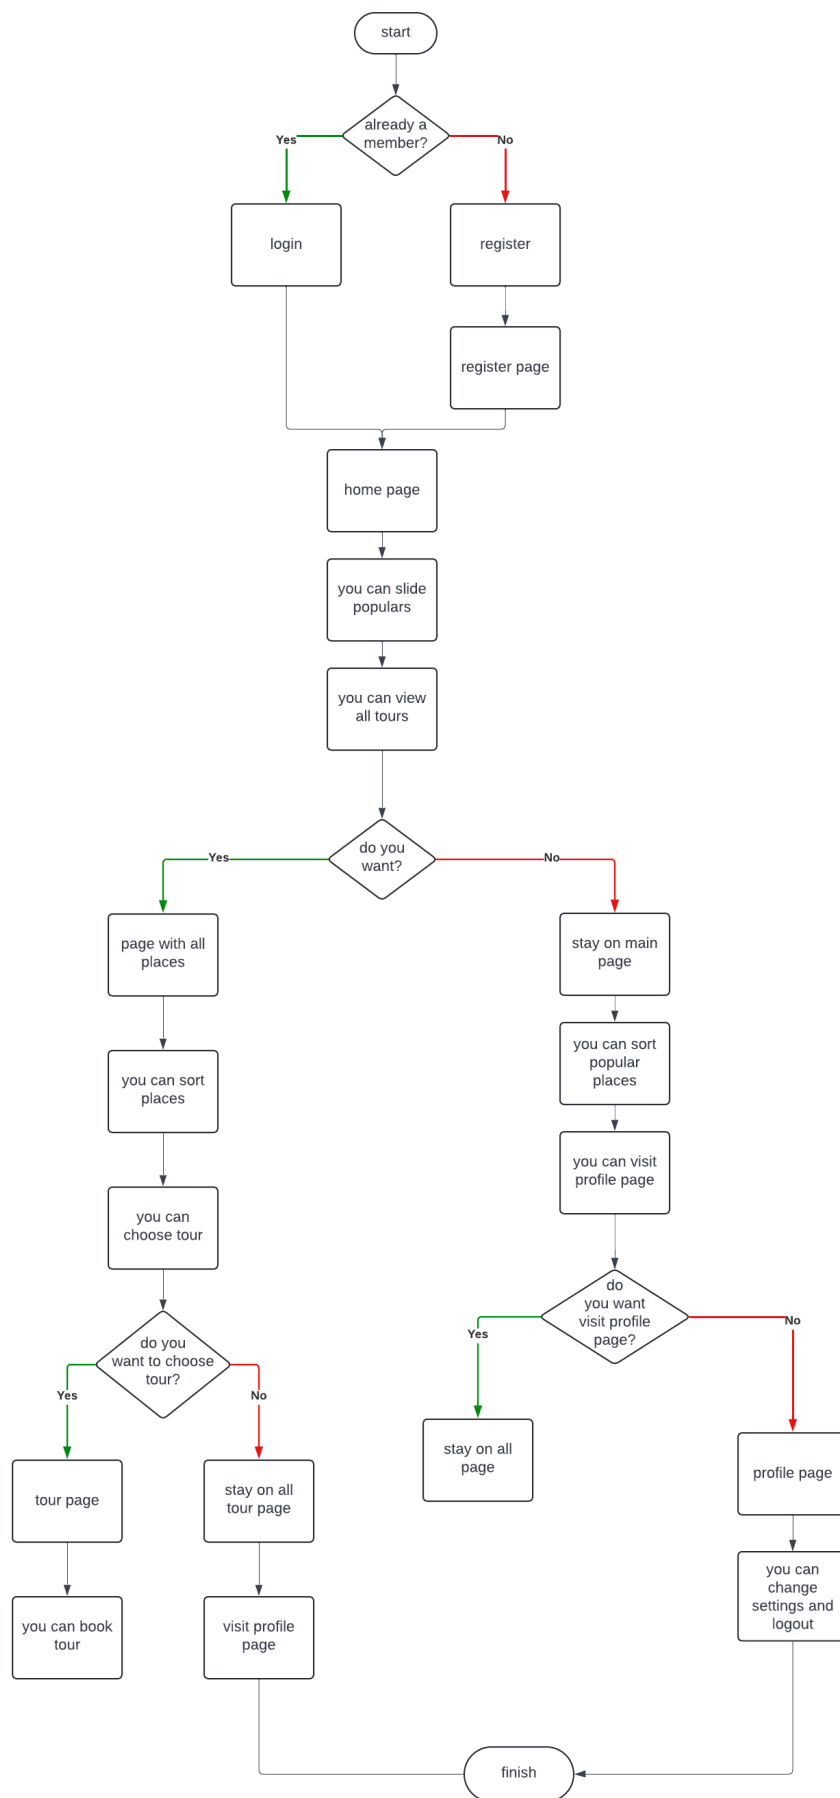 start
already a
member?
Yes
No
login
register
register page
home page
you can slide
populars
you can view
all tours
do you
want?
Yes
No
page with all
places
stay on main
page
you can sort
places
you can sort
popular
places
you can
choose tour
you can visit
profile page
do you
want to choose
tour?
Yes
No
do
you want
visit profile
page?
Yes
No
tour page
stay on all
tour page
stay on all
page
profile page
you can book
tour
visit profile
page
you can
change
settings and
logout
finish